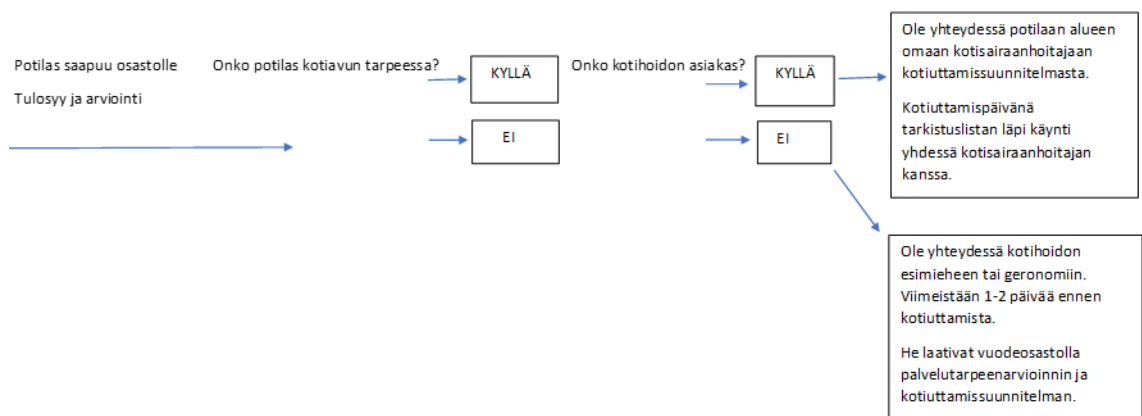 Potilas saapuu osastolle
Tulosyy ja arviointi
Onko potilas kotiavun tarpeessa?
KYLLÄ
EI
Onko kotihoidon asiakas?
KYLLÄ
EI
Ole yhteydessä potilaan alueen
omaan kotisairaanhoitajaan
kotiuttamissuunnitelmasta.
Kotiuttamispäivänä
tarkistuslistan läpi käynti
yhdessä kotisairaanhoitajan
kanssa.
Ole yhteydessä kotihoidon
esimieheen tai geronomiin.
Viimeistään 1-2 päivää ennen
kotiuttamista.
He laativat vuodeosastolla
palvelutarpeenarvioinnin ja
kotiuttamissuunnitelman.